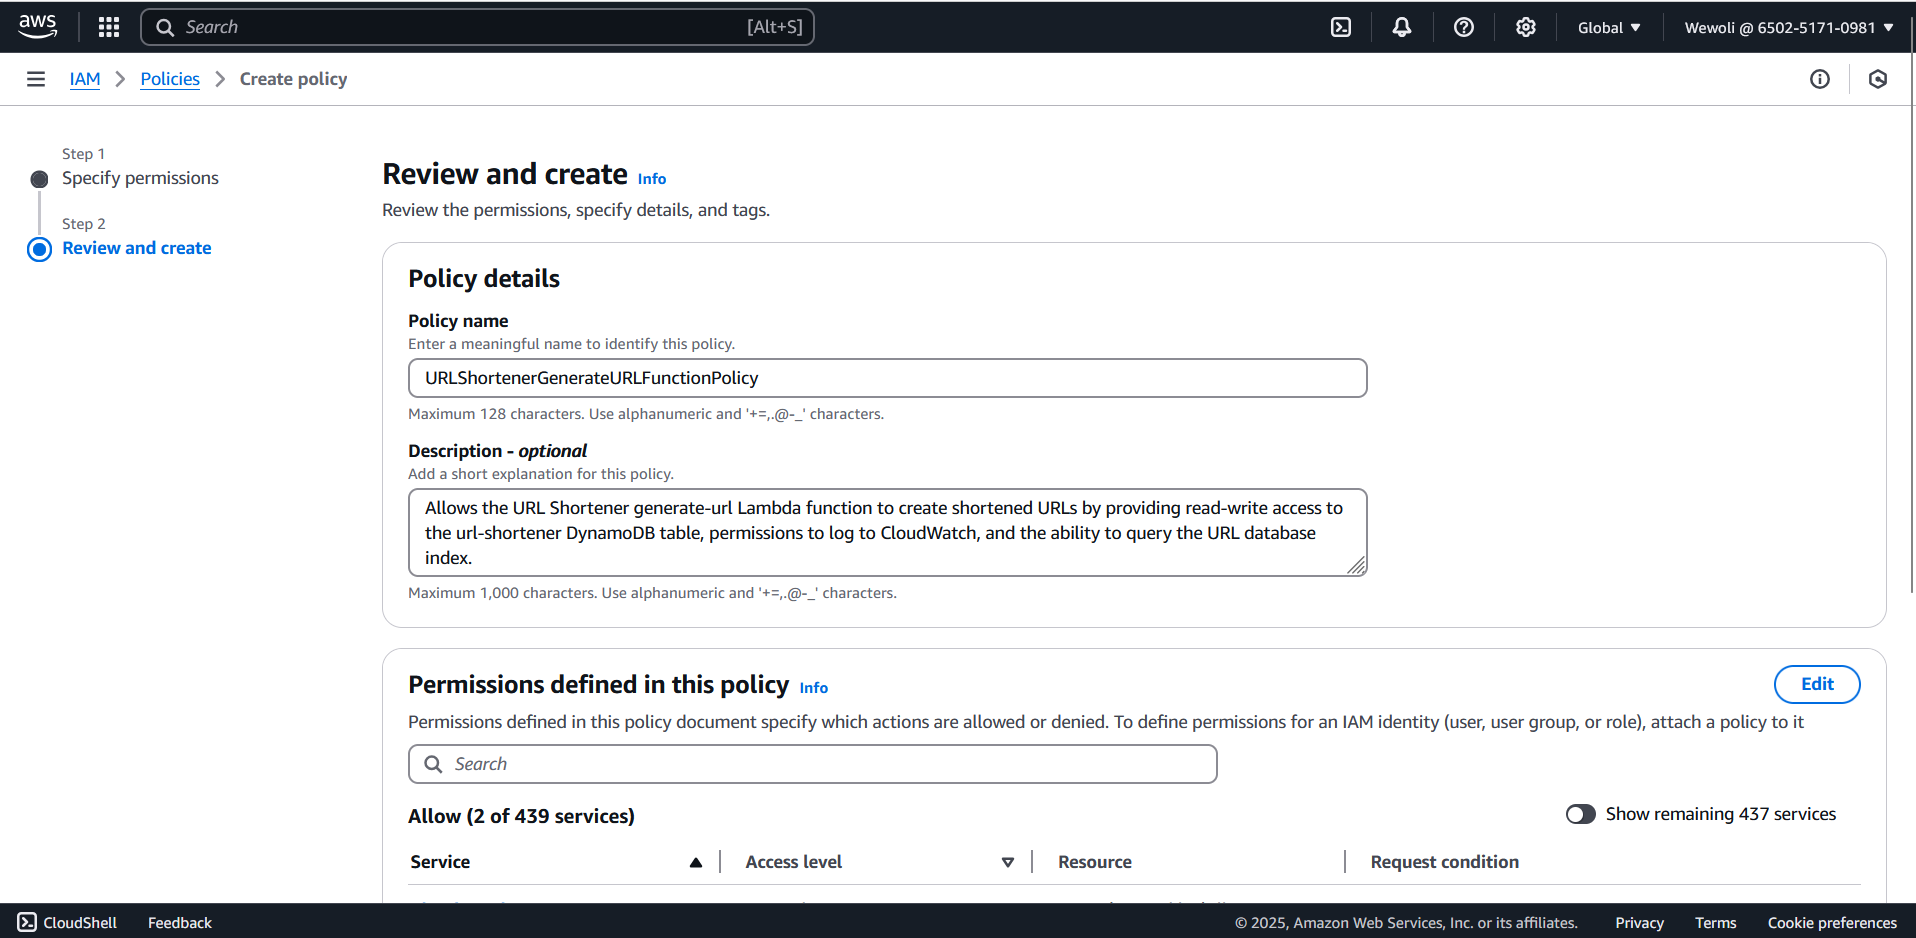 aws
Search [Alt+S]
Global
Wewoli @ 6502-5171-0981
IAM
Policies
Create policy
Step 1
Specify permissions
Step 2
Review and create
Review and create Info
Review the permissions, specify details, and tags.
Policy details
Policy name
Enter a meaningful name to identify this policy.
URLShortenerGenerateURLFunctionPolicy
Maximum 128 characters. Use alphanumeric and '+=,.@-_' characters.
Description - optional
Add a short explanation for this policy.
Allows the URL Shortener generate-url Lambda function to create shortened URLs by providing read-write access to
the url-shortener DynamoDB table, permissions to log to CloudWatch, and the ability to query the URL database
index.
Maximum 1,000 characters. Use alphanumeric and '+=,.@-_' characters.
Permissions defined in this policy Info
Edit
Permissions defined in this policy document specify which actions are allowed or denied. To define permissions for an IAM identity (user, user group, or role), attach a policy to it
Search
Allow (2 of 439 services)
Show remaining 437 services
Service
Access level
Resource
Request condition
CloudShell
Feedback
© 2025, Amazon Web Services, Inc. or its affiliates.
Privacy
Terms
Cookie preferences